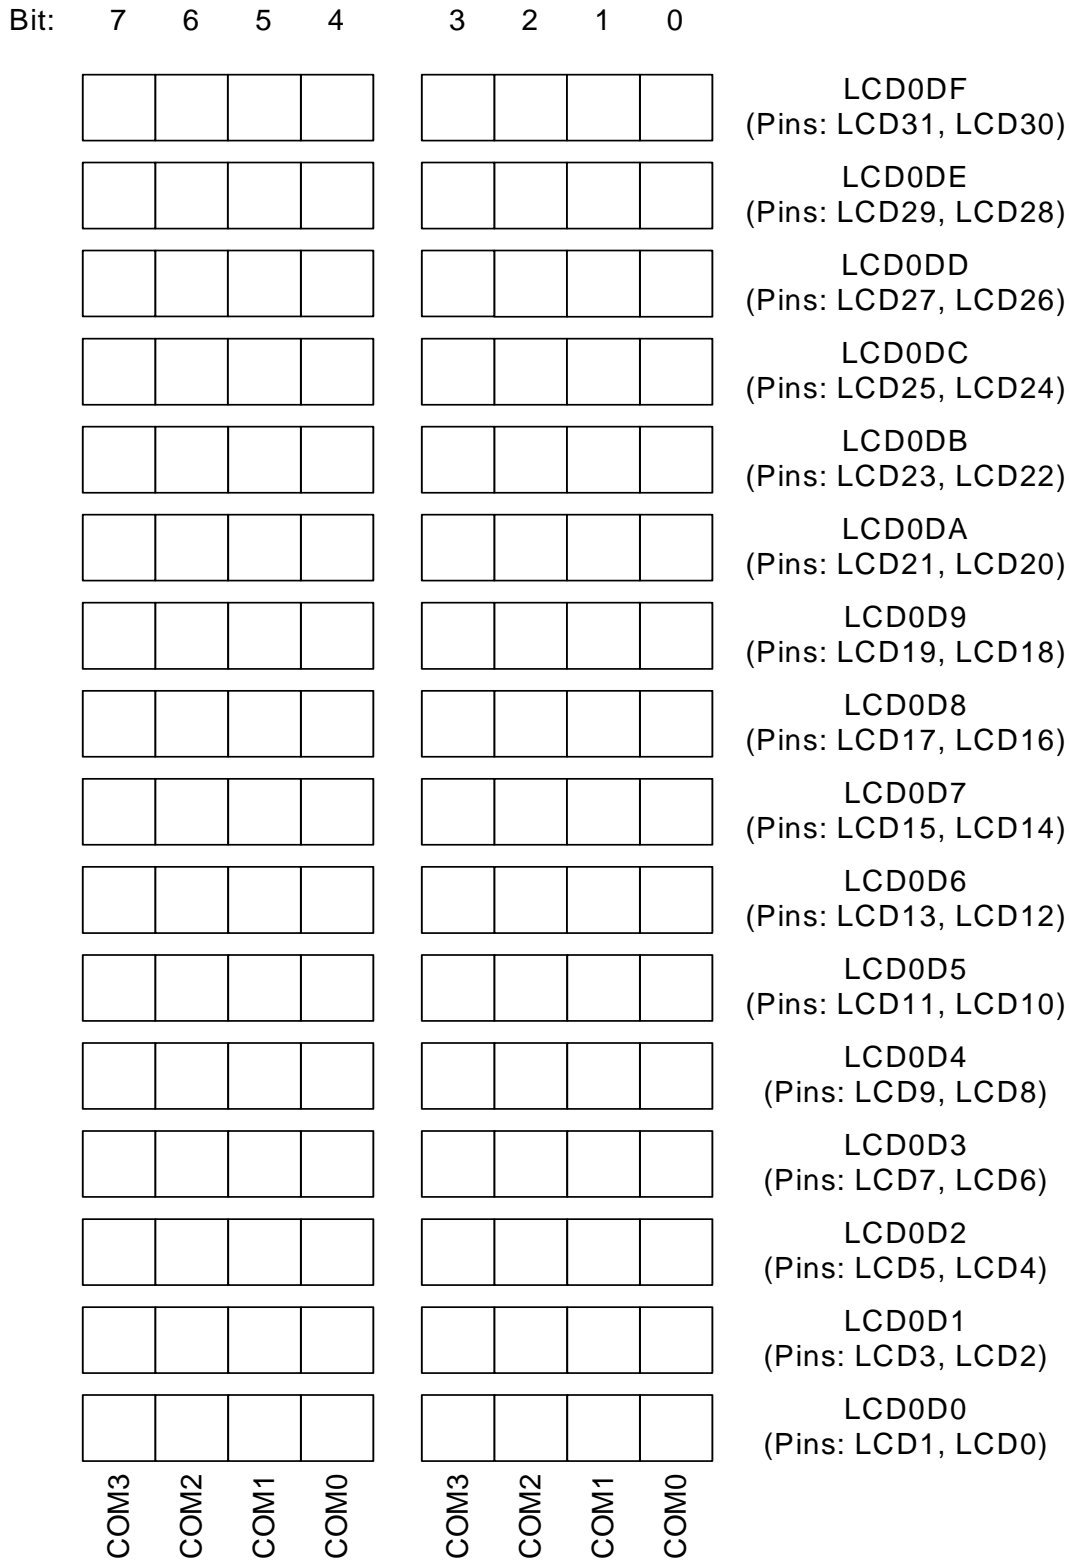 Bit: 7 6 5 4 3 2 1 0
LCD0DF
(Pins: LCD31, LCD30)
LCD0DE
(Pins: LCD29, LCD28)
LCD0DD
(Pins: LCD27, LCD26)
LCD0DC
(Pins: LCD25, LCD24)
LCD0DB
(Pins: LCD23, LCD22)
LCD0DA
(Pins: LCD21, LCD20)
LCD0D9
(Pins: LCD19, LCD18)
LCD0D8
(Pins: LCD17, LCD16)
LCD0D7
(Pins: LCD15, LCD14)
LCD0D6
(Pins: LCD13, LCD12)
LCD0D5
(Pins: LCD11, LCD10)
LCD0D4
(Pins: LCD9, LCD8)
LCD0D3
(Pins: LCD7, LCD6)
LCD0D2
(Pins: LCD5, LCD4)
LCD0D1
(Pins: LCD3, LCD2)
LCD0D0
(Pins: LCD1, LCD0)
COM3 COM2 COM1 COM0 COM3 COM2 COM1 COM0